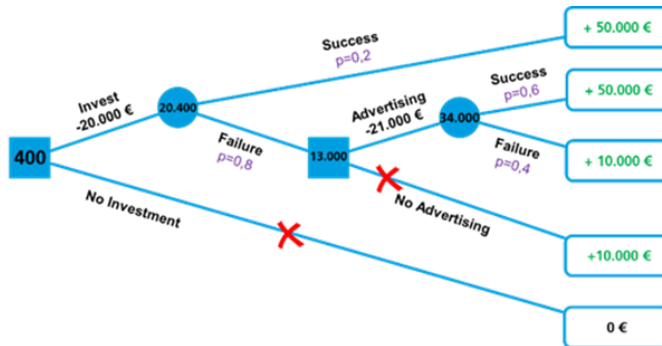 + 50.000 €
Success
p=0,2
Success
p=0,6
+ 50.000 €
Invest
-20.000 €
20.400
Advertising
-21.000 €
34.000
400
Failure
p=0,8
13.000
Failure
p=0,4
+ 10.000 €
No Investment
No Advertising
+10.000 €
0 €